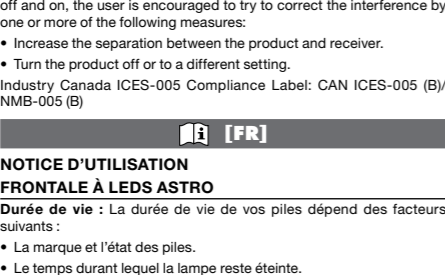 off and on, the user is encouraged to try to correct the interference by
one or more of the following measures:
• Increase the separation between the product and receiver.
• Turn the product off or to a different setting.
Industry Canada ICES-005 Compliance Label: CAN ICES-005 (B)/
NMB-005 (B)
[FR]
NOTICE D’UTILISATION
FRONTALE À LEDS ASTRO
Durée de vie : La durée de vie de vos piles dépend des facteurs
suivants :
• La marque et l’état des piles.
• Le temps durant lequel la lampe reste éteinte.